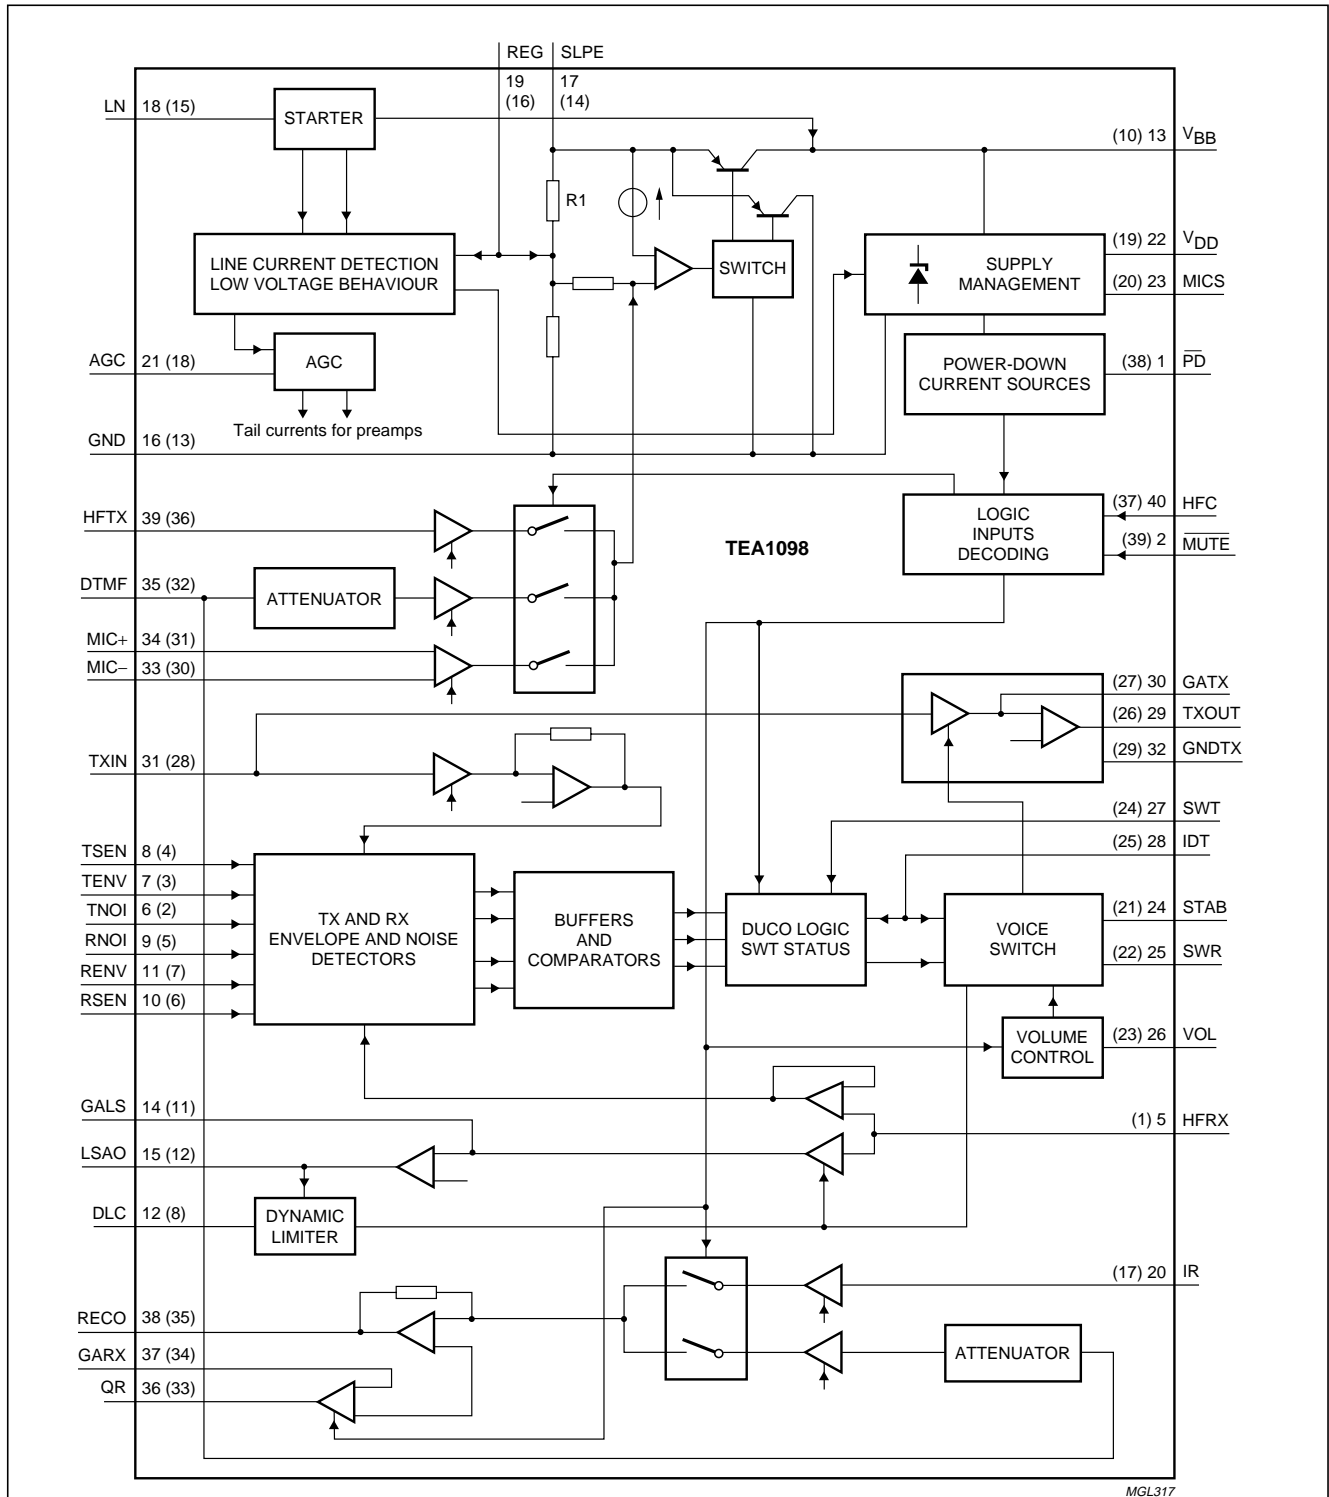 REG SLPE
19 17
(16) (14)
LN 18 (15)
STARTER
(10) 13 VBB
R1
LINE CURRENT DETECTION
LOW VOLTAGE BEHAVIOUR
SWITCH
SUPPLY
MANAGEMENT
(19) 22 VDD
(20) 23 MICS
AGC 21 (18)
AGC
POWER-DOWN
CURRENT SOURCES
(38) 1 PD
Tail currents for preamps
GND 16 (13)
HFTX 39 (36)
LOGIC
INPUTS
DECODING
(37) 40 HFC
(39) 2 MUTE
TEA1098
DTMF 35 (32)
ATTENUATOR
MIC+ 34 (31)
MIC− 33 (30)
(27) 30 GATX
(26) 29 TXOUT
(29) 32 GNDTX
TXIN 31 (28)
(24) 27 SWT
(25) 28 IDT
TSEN 8 (4)
TENV 7 (3)
TNOI 6 (2)
RNOI 9 (5)
RENV 11 (7)
RSEN 10 (6)
TX AND RX
ENVELOPE AND NOISE
DETECTORS
BUFFERS
AND
COMPARATORS
DUCO LOGIC
SWT STATUS
VOICE
SWITCH
(21) 24 STAB
(22) 25 SWR
VOLUME
CONTROL
(23) 26 VOL
GALS 14 (11)
(1) 5 HFRX
LSAO 15 (12)
DLC 12 (8)
DYNAMIC
LIMITER
(17) 20 IR
RECO 38 (35)
GARX 37 (34)
QR 36 (33)
ATTENUATOR
MGL317